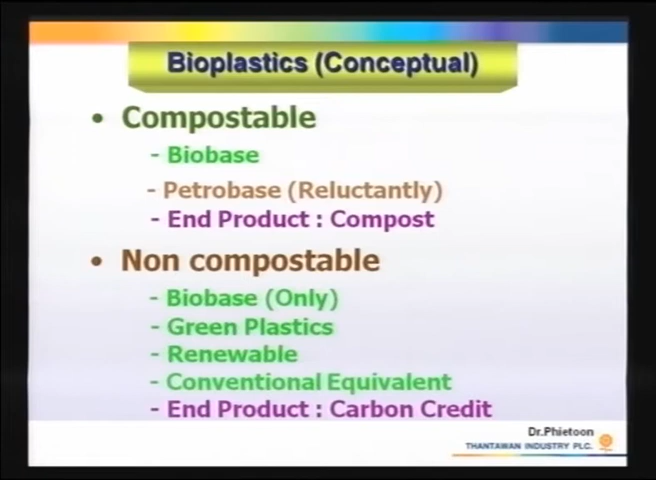 Bioplastics (Conceptual)
• Compostable
- Biobase
- Petrobase (Reluctantly)
- End Product : Compost
• Non compostable
- Biobase (Only)
- Green Plastics
- Renewable
- Conventional Equivalent
- End Product : Carbon Credit
Dr.Phietoon
THANTAWAN INDUSTRY PLC.